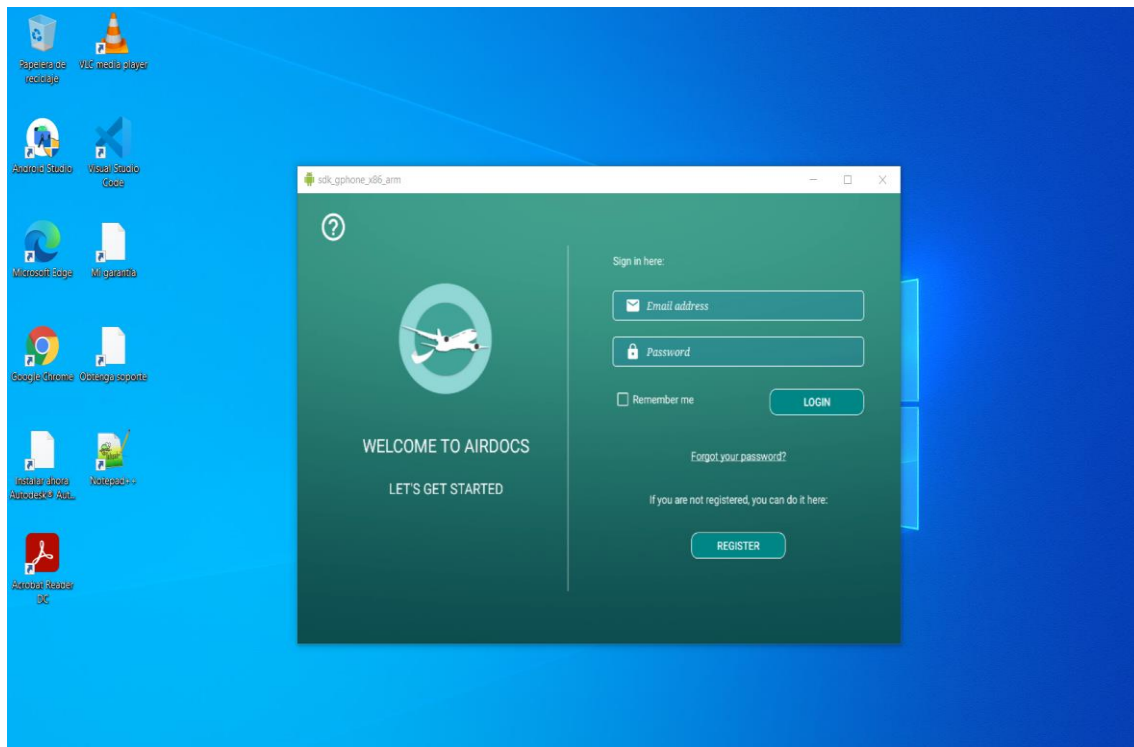 Papelera de
reciclaje
VLC media player
Android Studio
Visual Studio
Code
Microsoft Edge
Mi garantía
Google Chrome
Obtenga soporte
Instalar ahora
Autodesk® Aut...
Notepad++
Acrobat Reader
DC
sdk_gphone_x86_arm
WELCOME TO AIRDOCS
LET'S GET STARTED
Sign in here:
Email address
Password
Remember me
LOGIN
Forgot your password?
If you are not registered, you can do it here:
REGISTER